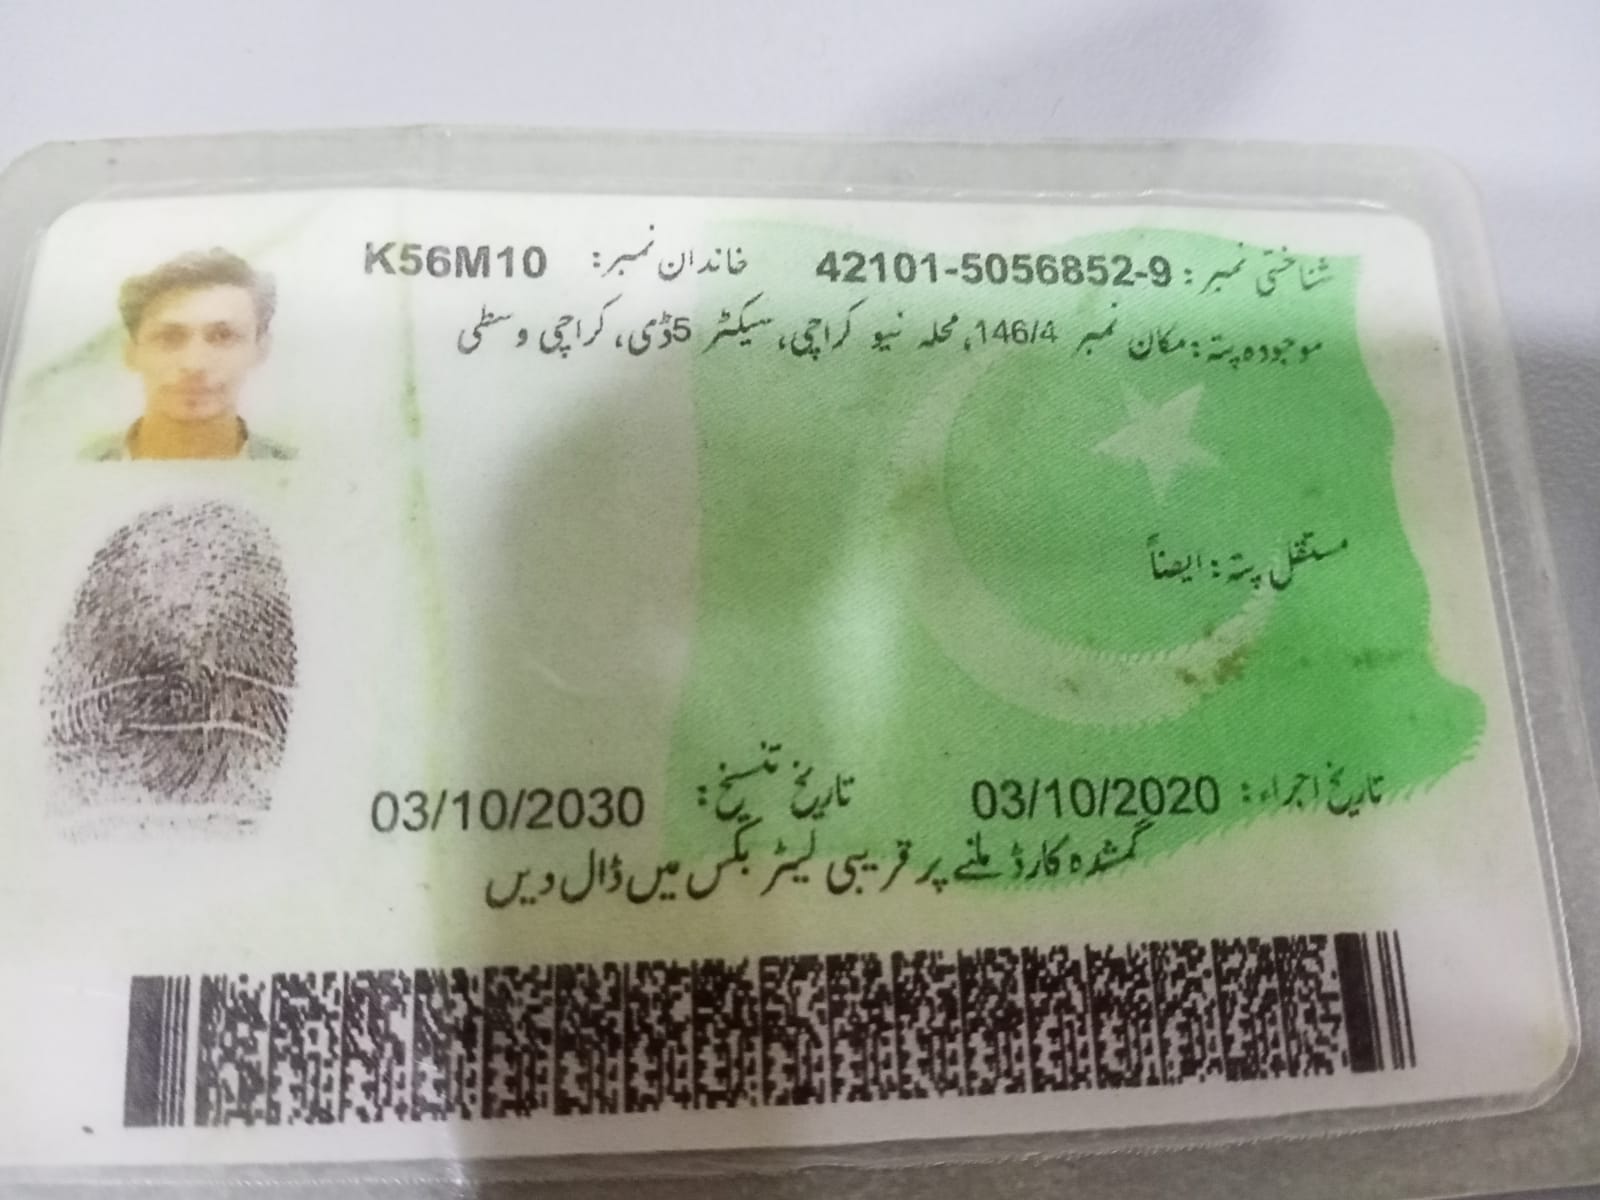 شناختی نمبر: 42101-5056852-9 خاندان نمبر: K56M10
موجودہ پتہ: مکان نمبر 146/4، محلہ نیو کراچی، سیکٹر 5ڈی، کراچی وسطی
مستقل پتہ: ایضاً
تاریخ اجراء: 03/10/2020 تاریخ تنسیخ: 03/10/2030
گمشدہ کارڈ ملنے پر قریبی لیٹر بکس میں ڈال دیں